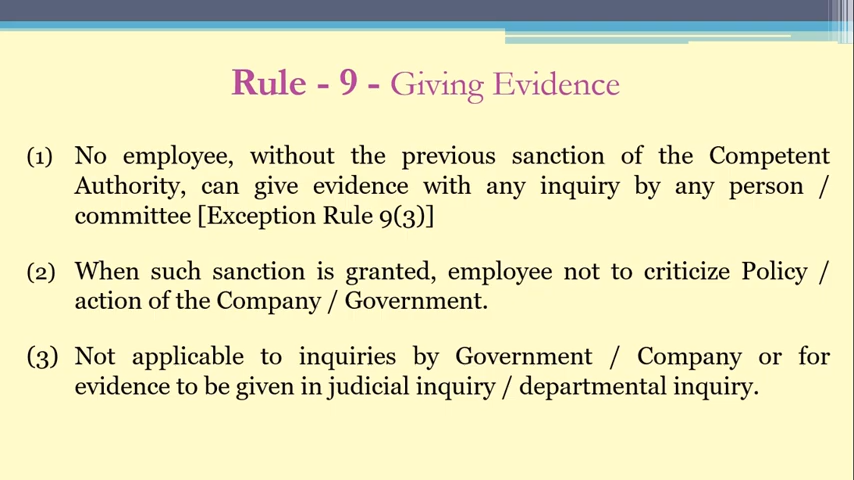 Rule - 9 - Giving Evidence
(1) No employee, without the previous sanction of the Competent
Authority, can give evidence with any inquiry by any person /
committee [Exception Rule 9(3)]
(2) When such sanction is granted, employee not to criticize Policy /
action of the Company / Government.
(3) Not applicable to inquiries by Government / Company or for
evidence to be given in judicial inquiry / departmental inquiry.